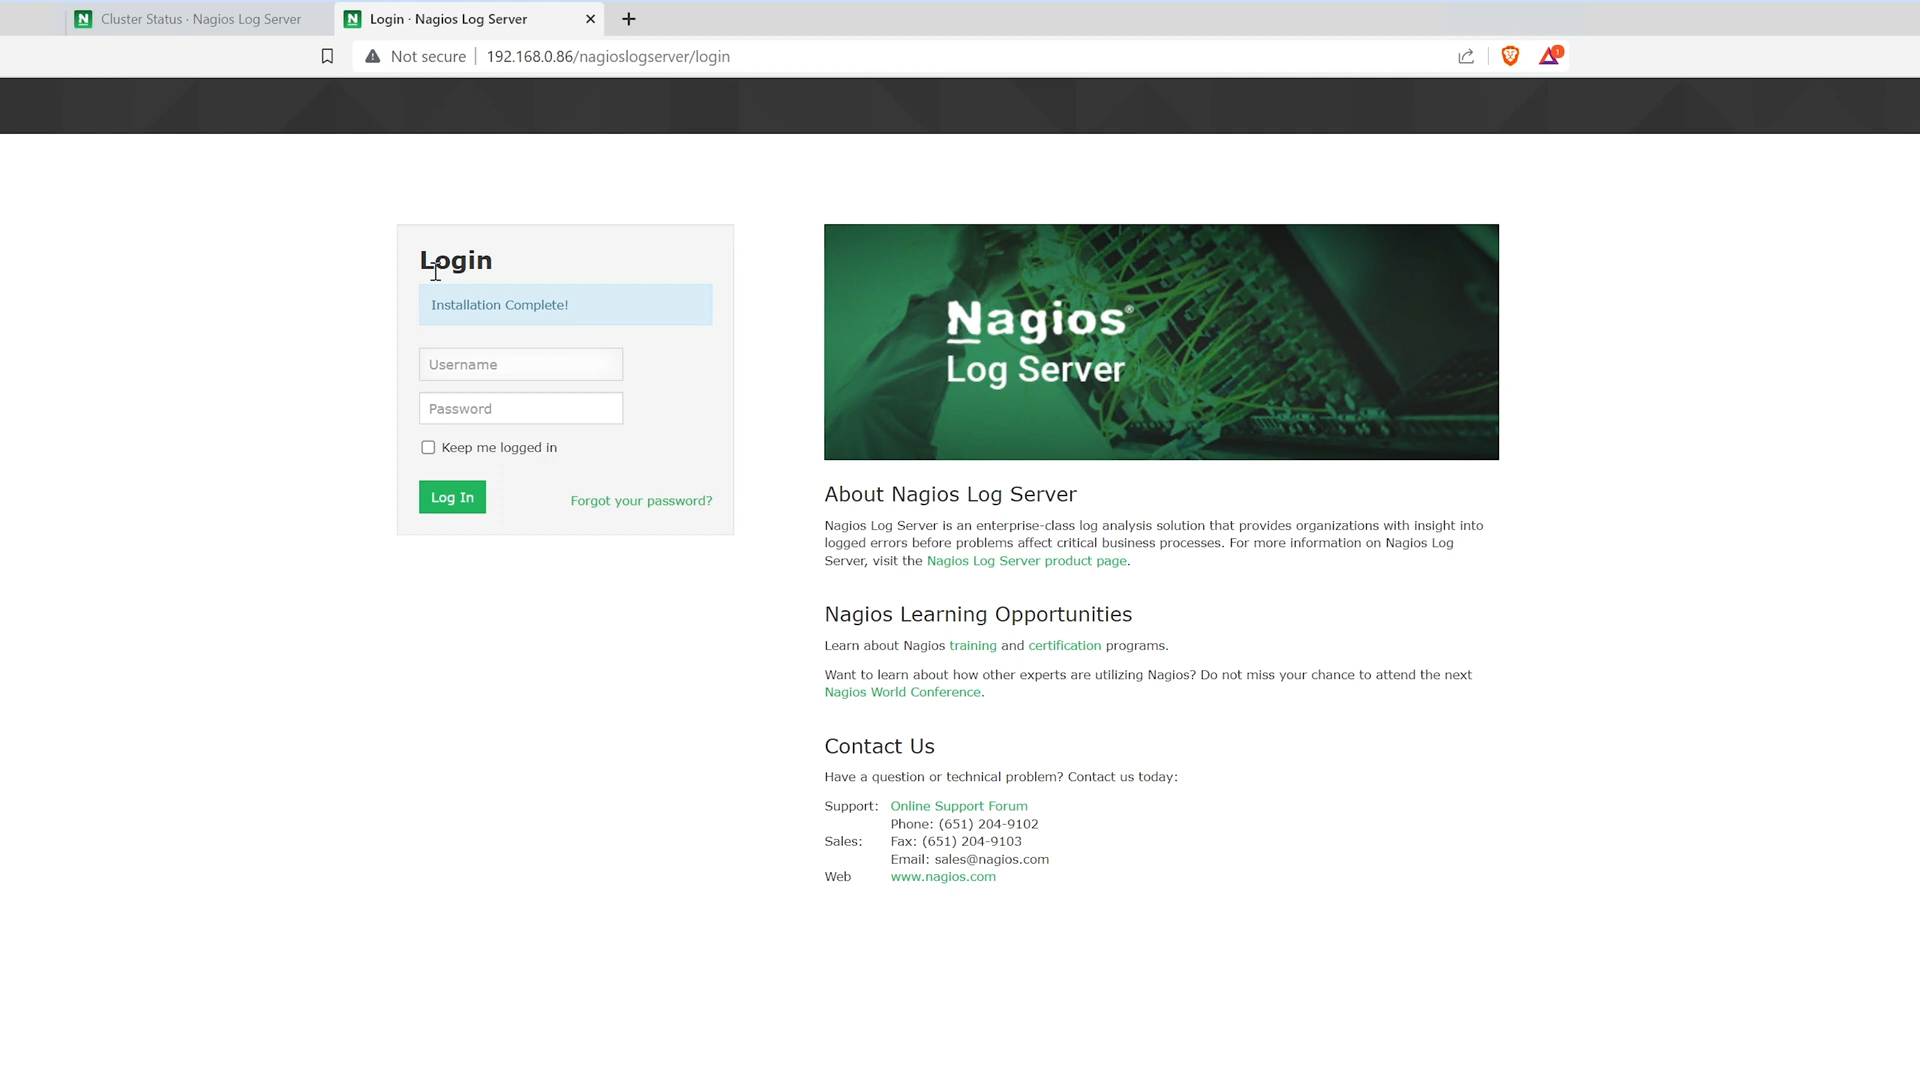 Cluster Status · Nagios Log Server
Login · Nagios Log Server
Not secure
192.168.0.86/nagioslogserver/login
1
Login
Installation Complete!
Username
Password
Keep me logged in
Log In
Forgot your password?
Nagios®
Log Server
About Nagios Log Server
Nagios Log Server is an enterprise-class log analysis solution that provides organizations with insight into
logged errors before problems affect critical business processes. For more information on Nagios Log
Server, visit the Nagios Log Server product page.
Nagios Learning Opportunities
Learn about Nagios training and certification programs.
Want to learn about how other experts are utilizing Nagios? Do not miss your chance to attend the next
Nagios World Conference.
Contact Us
Have a question or technical problem? Contact us today:
Support: Online Support Forum
Phone: (651) 204-9102
Sales: Fax: (651) 204-9103
Email: sales@nagios.com
Web www.nagios.com